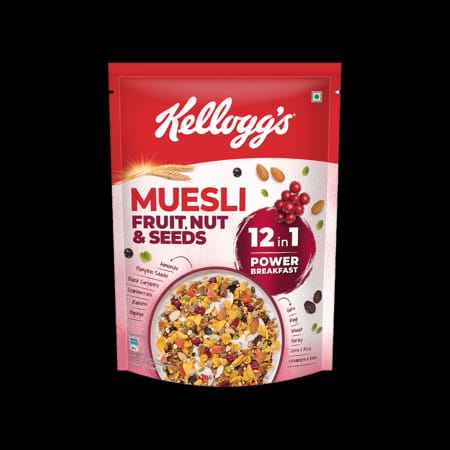 Kellogg's
MUESLI
FRUIT, NUT
& SEEDS
12 in 1
POWER
BREAKFAST
Almonds
Pumpkin Seeds
Black Currants
Cranberries
Raisins
Papaya
Oats
Ragi
Wheat
Barley
Corn & Rice